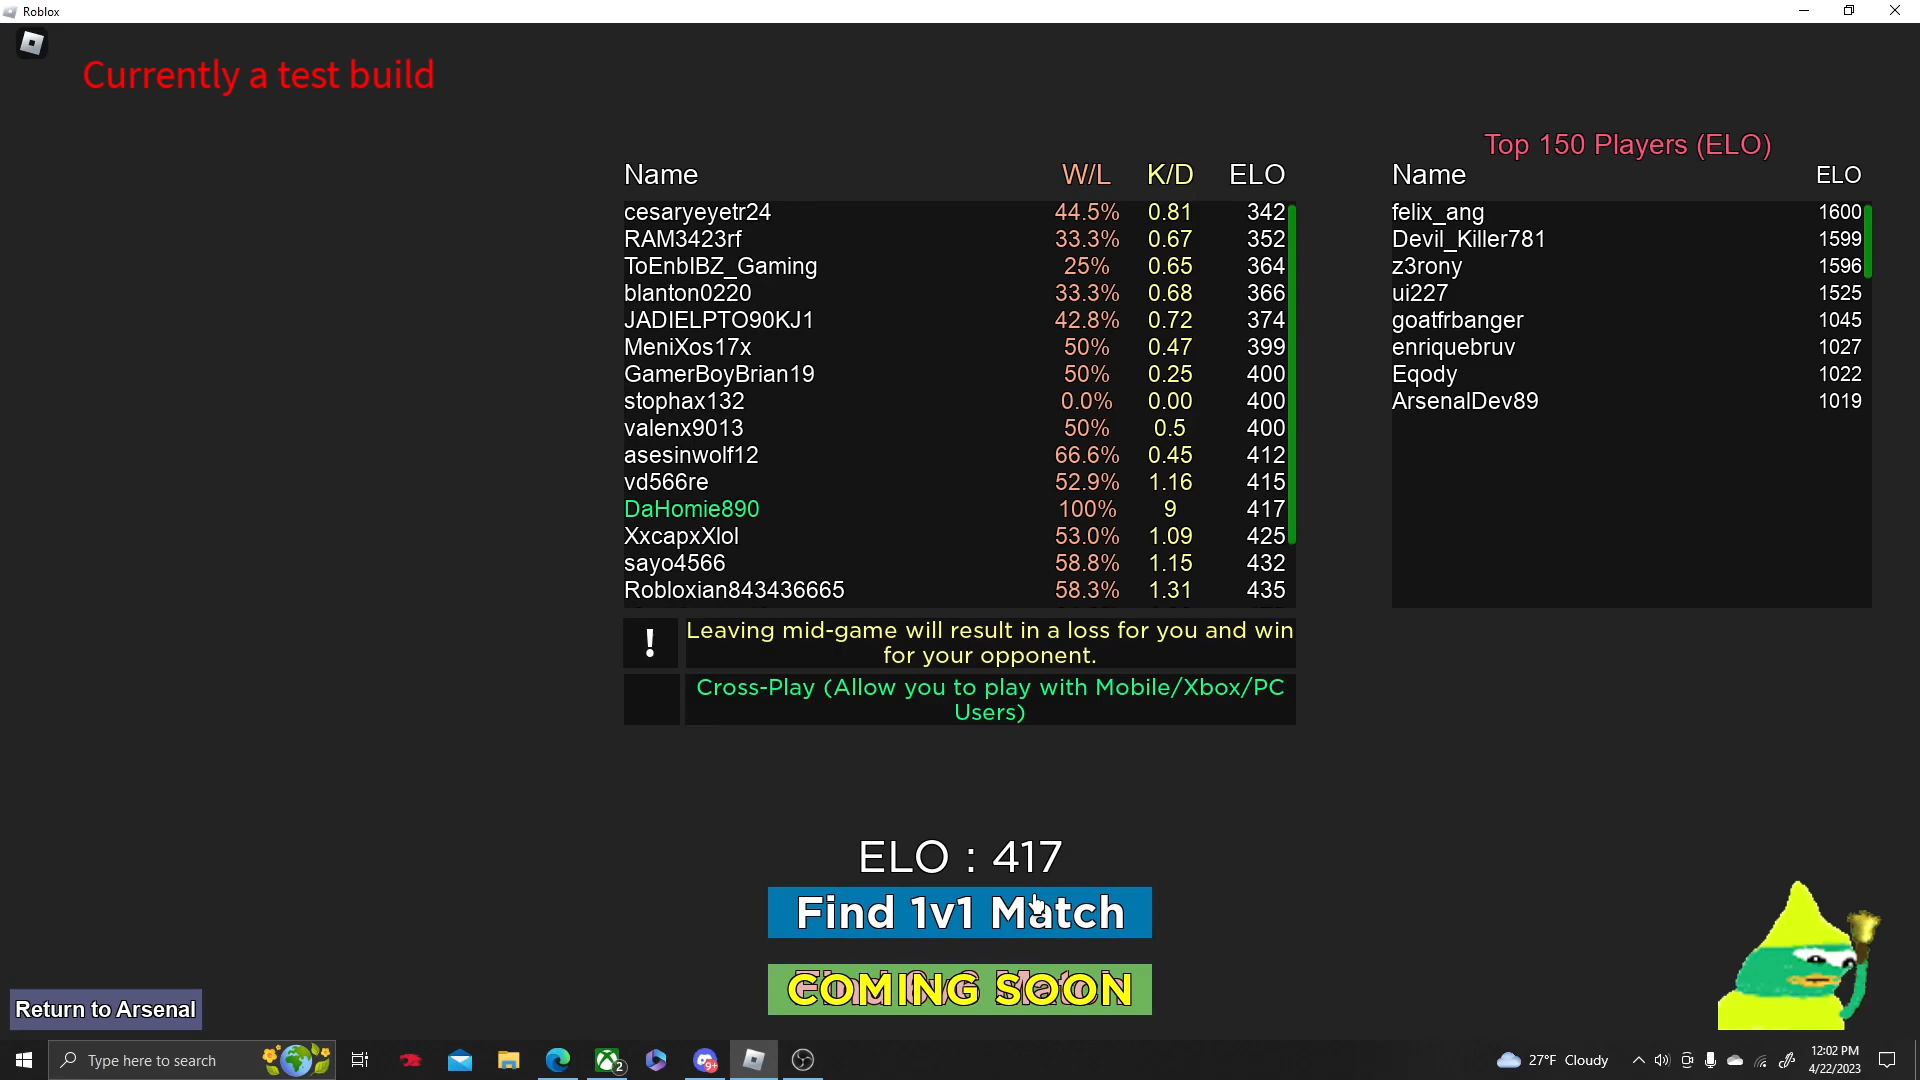 Roblox
Currently a test build
Top 150 Players (ELO)
Name W/L K/D ELO
Name ELO
cesaryeyetr24 44.5% 0.81 342
RAM3423rf 33.3% 0.67 352
ToEnbIBZ_Gaming 25% 0.65 364
blanton0220 33.3% 0.68 366
JADIELPTO90KJ1 42.8% 0.72 374
MeniXos17x 50% 0.47 399
GamerBoyBrian19 50% 0.25 400
stophax132 0.0% 0.00 400
valenx9013 50% 0.5 400
asesinwolf12 66.6% 0.45 412
vd566re 52.9% 1.16 415
DaHomie890 100% 9 417
XxcapxXlol 53.0% 1.09 425
sayo4566 58.8% 1.15 432
Robloxian843436665 58.3% 1.31 435
felix_ang 1600
Devil_Killer781 1599
z3rony 1596
ui227 1525
goatfrbanger 1045
enriquebruv 1027
Eqody 1022
ArsenalDev89 1019
!
Leaving mid-game will result in a loss for you and win
for your opponent.
Cross-Play (Allow you to play with Mobile/Xbox/PC
Users)
ELO : 417
Find 1v1 Match
COMING SOON
Return to Arsenal
Type here to search
2
9+
27°F Cloudy
12:02 PM
4/22/2023